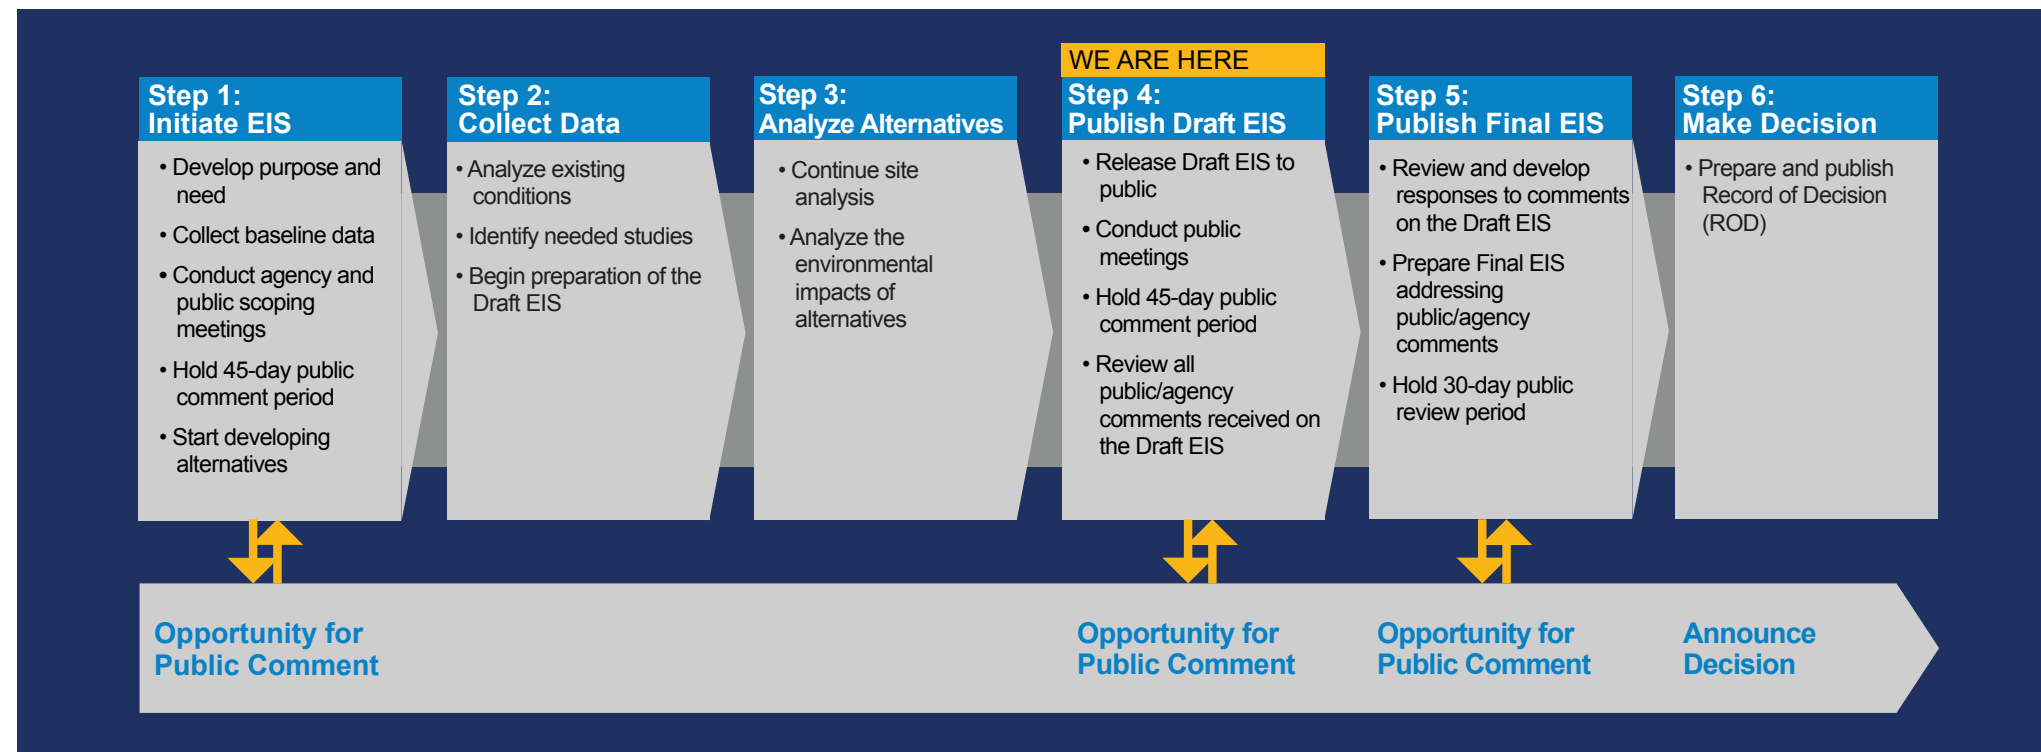 WE ARE HERE
Step 1:
Initiate EIS
• Develop purpose and
need
• Collect baseline data
• Conduct agency and
public scoping
meetings
• Hold 45-day public
comment period
• Start developing
alternatives
Step 2:
Collect Data
• Analyze existing
conditions
• Identify needed studies
• Begin preparation of the
Draft EIS
Step 3:
Analyze Alternatives
• Continue site
analysis
• Analyze the
environmental
impacts of
alternatives
Step 4:
Publish Draft EIS
• Release Draft EIS to
public
• Conduct public
meetings
• Hold 45-day public
comment period
• Review all
public/agency
comments received on
the Draft EIS
Step 5:
Publish Final EIS
• Review and develop
responses to comments
on the Draft EIS
• Prepare Final EIS
addressing
public/agency
comments
• Hold 30-day public
review period
Step 6:
Make Decision
• Prepare and publish
Record of Decision
(ROD)
Opportunity for
Public Comment
Opportunity for
Public Comment
Opportunity for
Public Comment
Announce
Decision